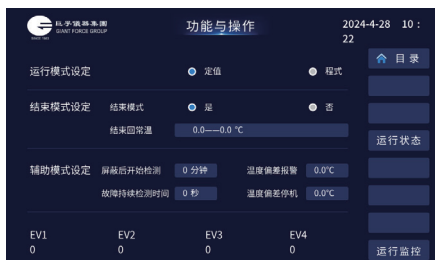 巨孚儀器集團
GIANT FORCE GROUP
功能与操作
2024-4-28 10:
22
目录
运行模式设定 定值 程式
结束模式设定 结束模式 是 否
结束回常温 0.0——0.0 ℃
运行状态
辅助模式设定 屏蔽后开始检测 0 分钟 温度偏差报警 0.0℃
故障持续检测时间 0 秒 温度偏差停机 0.0℃
EV1 EV2 EV3 EV4
0 0 0 0
运行监控